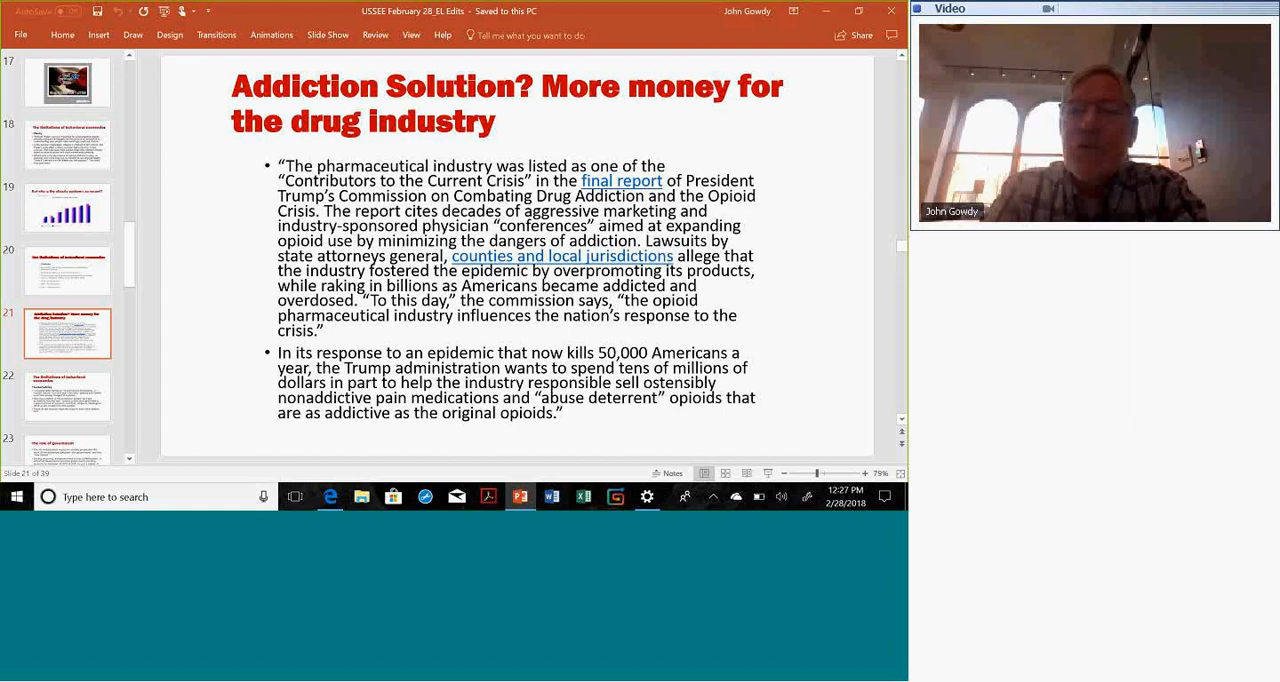 AutoSave
USSEE February 28_EL Edits - Saved to this PC
John Gowdy
File Home Insert Draw Design Transitions Animations Slide Show Review View Help Tell me what you want to do
Share
Video
17
18
19
20
21
22
23
Addiction Solution? More money for
the drug industry
• “The pharmaceutical industry was listed as one of the
“Contributors to the Current Crisis” in the final report of President
Trump’s Commission on Combating Drug Addiction and the Opioid
Crisis. The report cites decades of aggressive marketing and
industry-sponsored physician “conferences” aimed at expanding
opioid use by minimizing the dangers of addiction. Lawsuits by
state attorneys general, counties and local jurisdictions allege that
the industry fostered the epidemic by overpromoting its products,
while raking in billions as Americans became addicted and
overdosed. “To this day,” the commission says, “the opioid
pharmaceutical industry influences the nation’s response to the
crisis.”
• In its response to an epidemic that now kills 50,000 Americans a
year, the Trump administration wants to spend tens of millions of
dollars in part to help the industry responsible sell ostensibly
nonaddictive pain medications and “abuse deterrent” opioids that
are as addictive as the original opioids.”
John Gowdy
Slide 21 of 39
Notes
79%
Type here to search
12:27 PM
2/28/2018